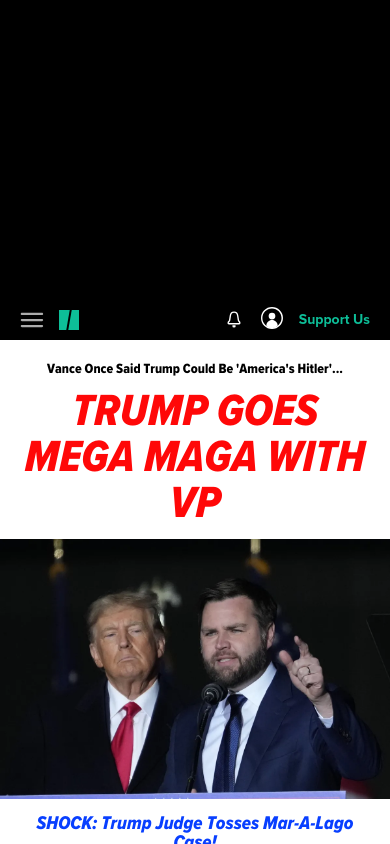 Support Us
Vance Once Said Trump Could Be 'America's Hitler'...
TRUMP GOES
MEGA MAGA WITH
VP
SHOCK: Trump Judge Tosses Mar-A-Lago
Case!